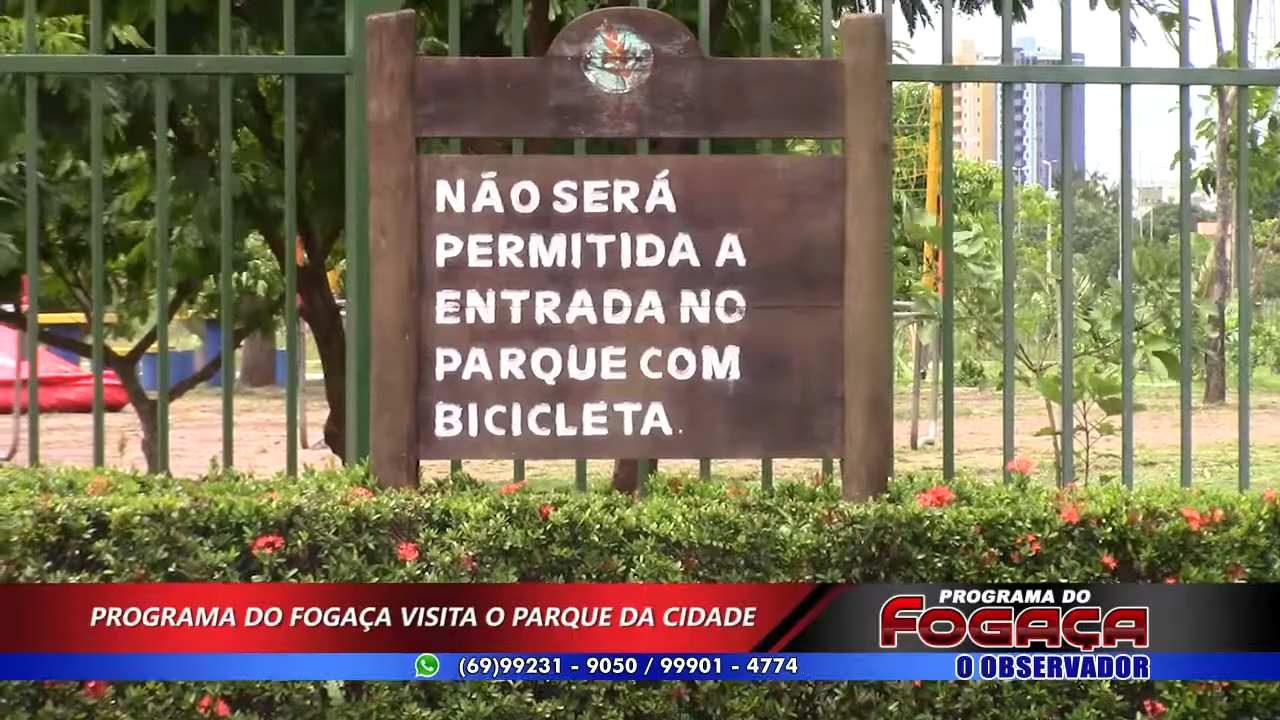 NÃO SERÁ
PERMITIDA A
ENTRADA NO
PARQUE COM
BICICLETA.
PROGRAMA DO FOGAÇA VISITA O PARQUE DA CIDADE
(69)99231 - 9050 / 99901 - 4774
PROGRAMA DO
FOGAÇA
O OBSERVADOR